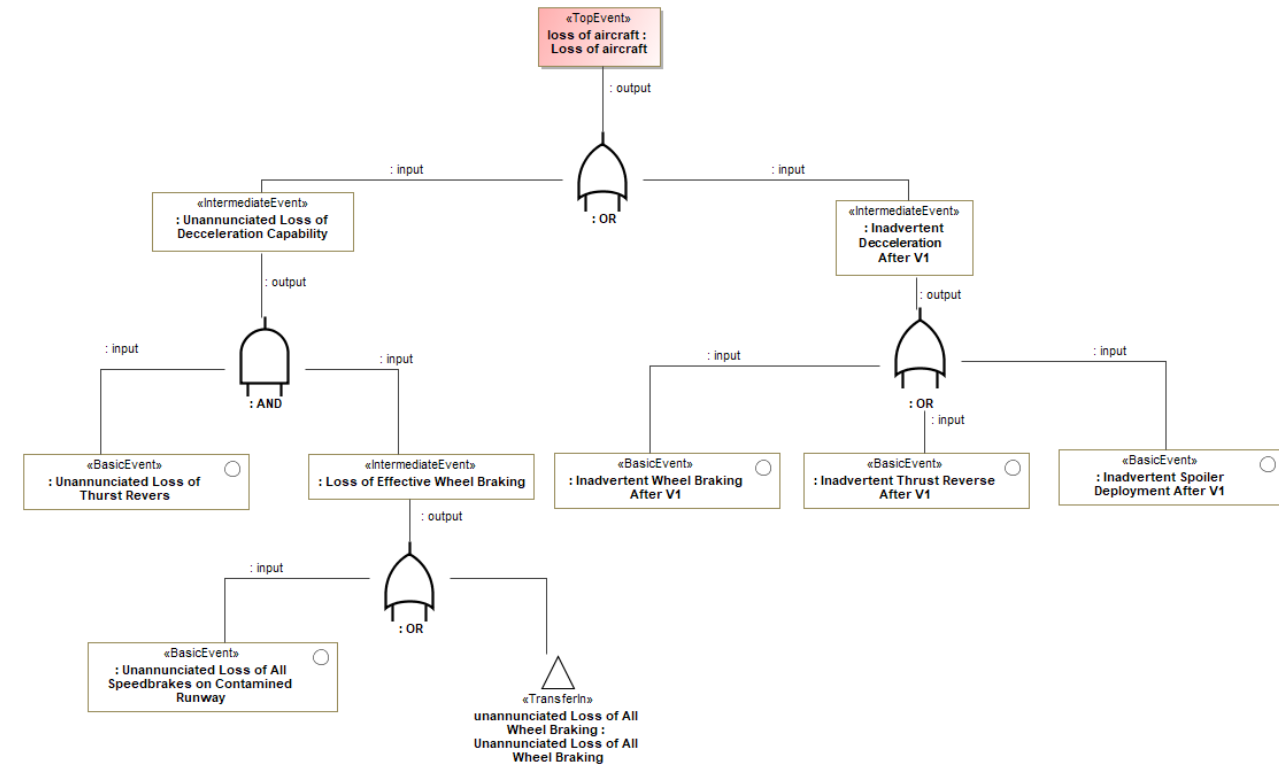 «TopEvent»
loss of aircraft :
Loss of aircraft
: output
: input
: input
: OR
«IntermediateEvent»
: Unannunciated Loss of
Decceleration Capability
«IntermediateEvent»
: Inadvertent
Decceleration
After V1
: output
: output
: input
: input
: AND
: input
: input
: OR
: input
«BasicEvent»
: Unannunciated Loss of
Thurst Revers
«IntermediateEvent»
: Loss of Effective Wheel Braking
«BasicEvent»
: Inadvertent Wheel Braking
After V1
«BasicEvent»
: Inadvertent Thrust Reverse
After V1
«BasicEvent»
: Inadvertent Spoiler
Deployment After V1
: output
: input
: OR
«BasicEvent»
: Unannunciated Loss of All
Speedbrakes on Contamined
Runway
«TransferIn»
unannunciated Loss of All
Wheel Braking :
Unannunciated Loss of All
Wheel Braking